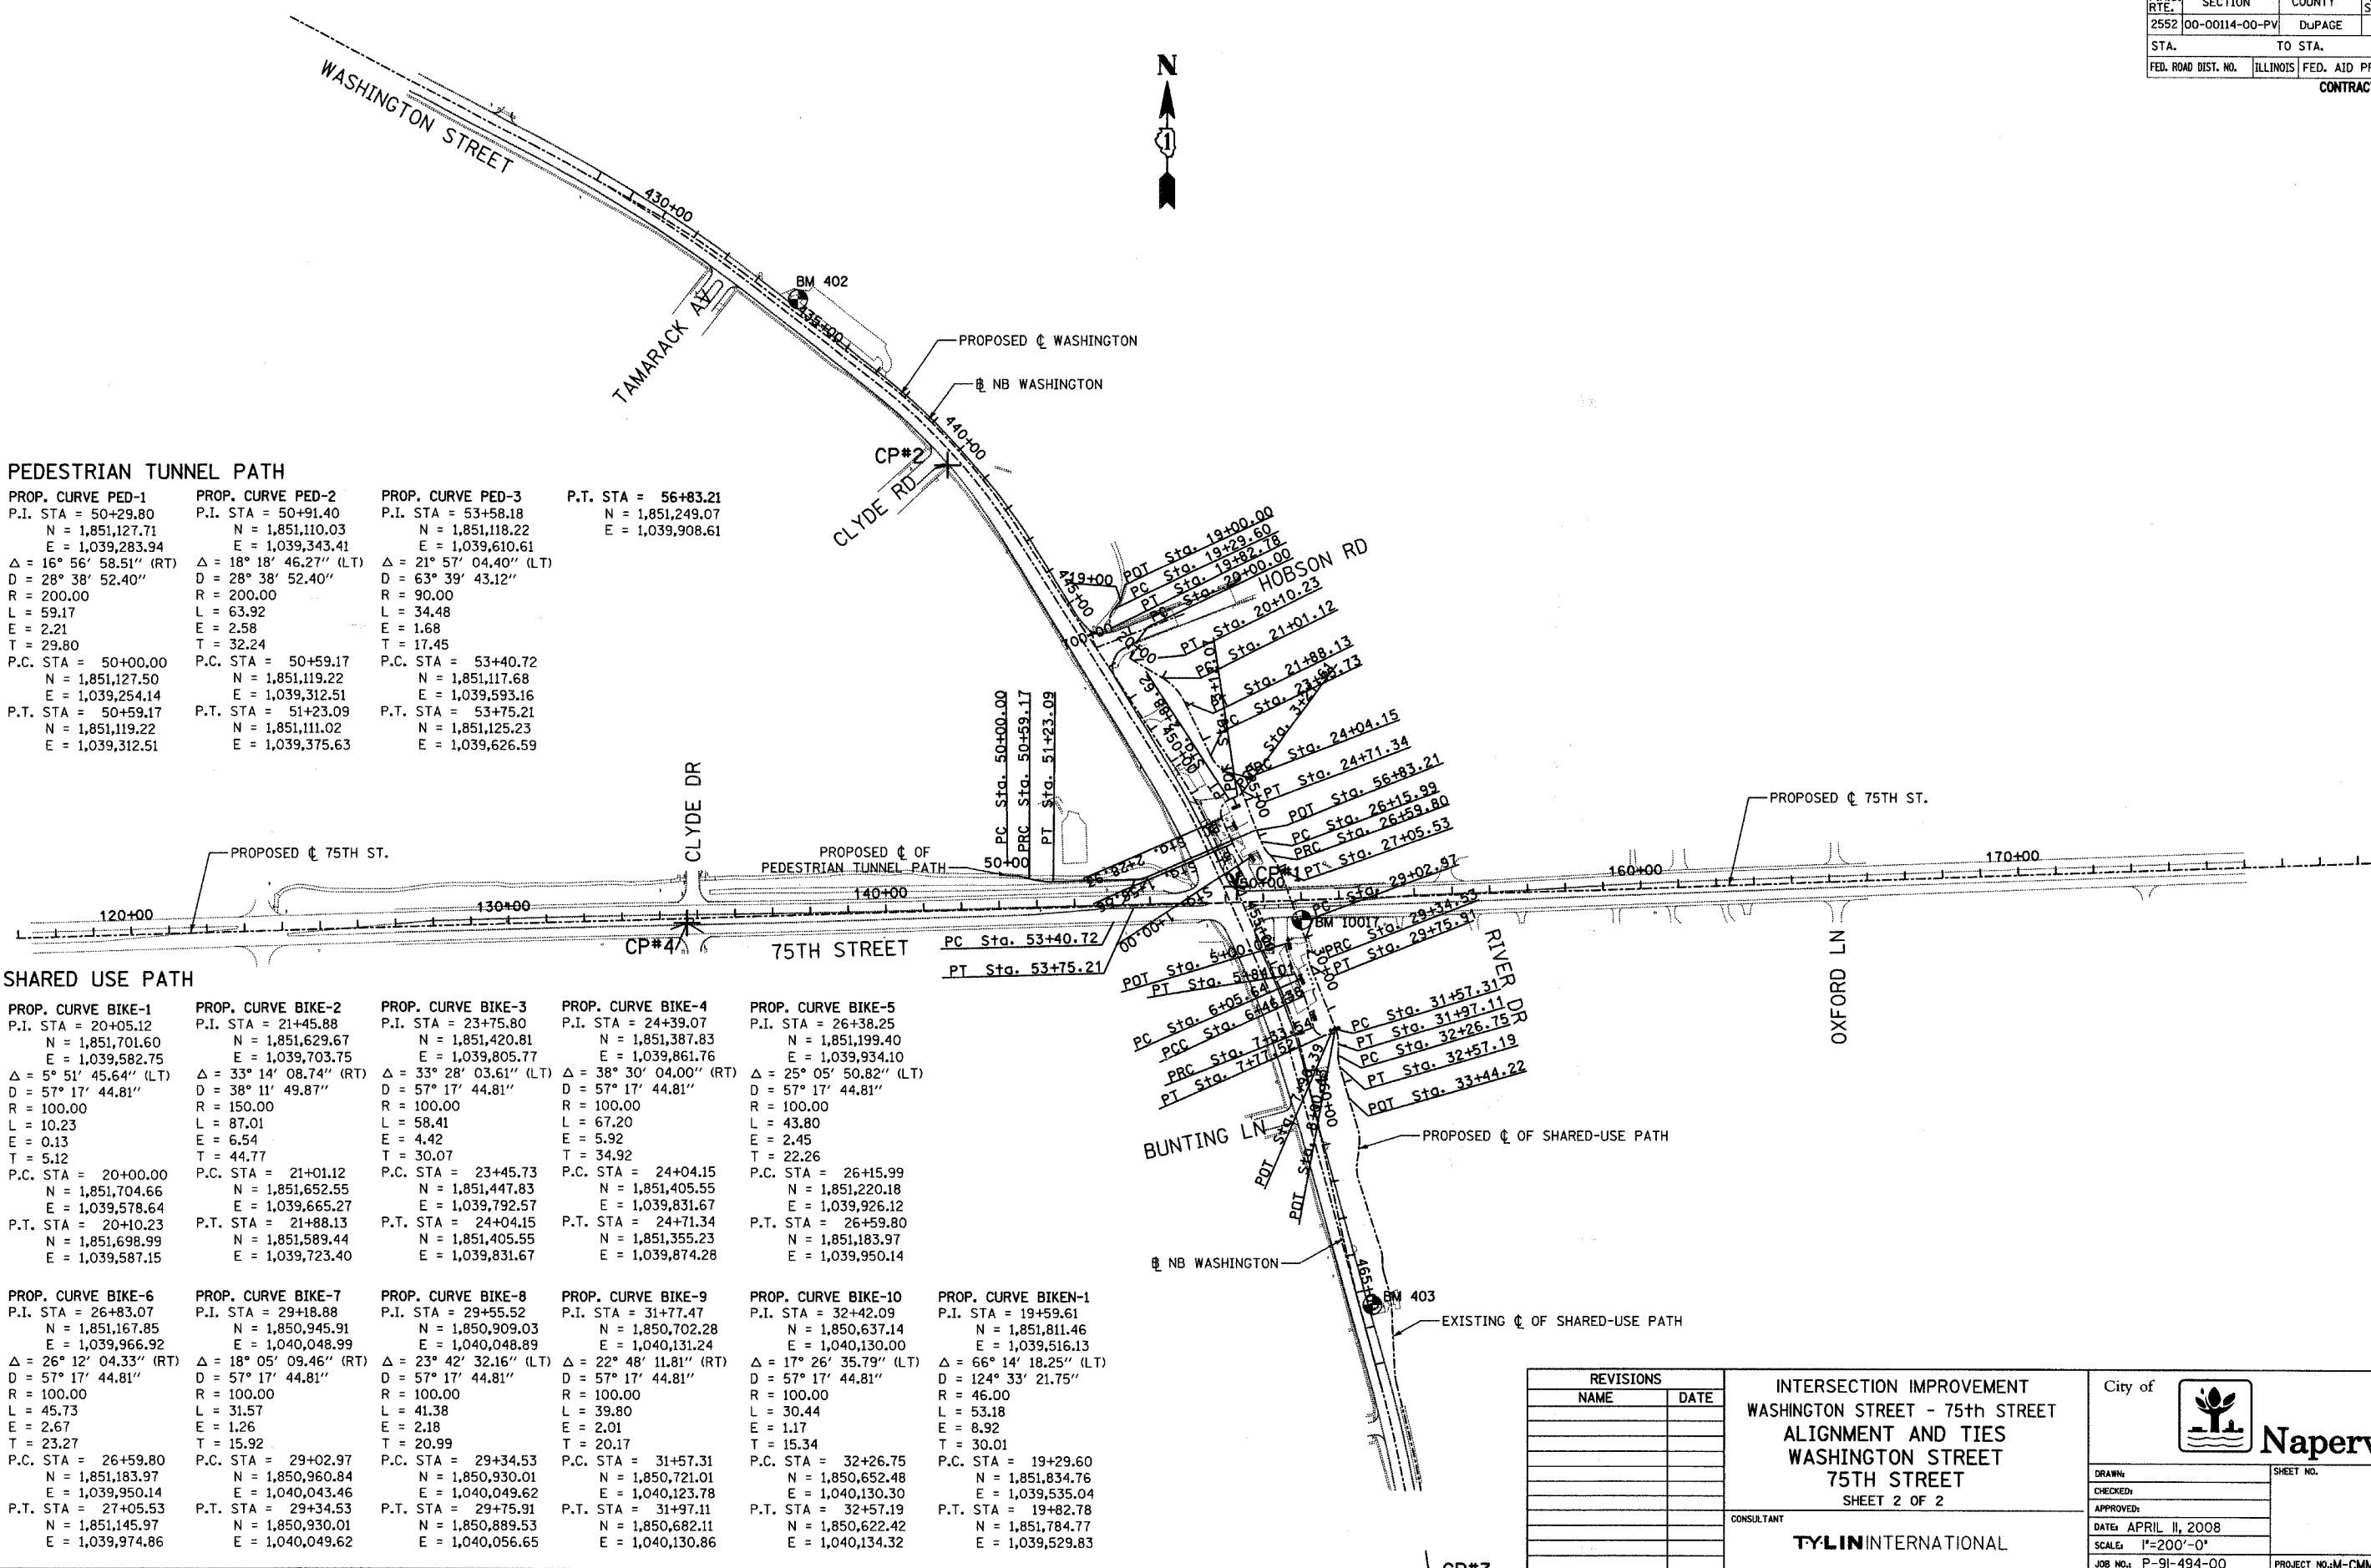 RTE. SECTION COUNTY
2552 00-00114-00-PV DuPAGE
STA. TO STA.
FED. ROAD DIST. NO. ILLINOIS FED. AID
CONTRAC
N
WASHINGTON STREET
430+00
BM 402
435+00
TAMARACK AV
PROPOSED ℄ WASHINGTON
NB WASHINGTON
440+00
CP#2
CLYDE RD
PEDESTRIAN TUNNEL PATH
PROP. CURVE PED-1
P.I. STA = 50+29.80
N = 1,851,127.71
E = 1,039,283.94
Δ = 16° 56' 58.51" (RT)
D = 28° 38' 52.40"
R = 200.00
L = 59.17
E = 2.21
T = 29.80
P.C. STA = 50+00.00
N = 1,851,127.50
E = 1,039,254.14
P.T. STA = 50+59.17
N = 1,851,119.22
E = 1,039,312.51
PROP. CURVE PED-2
P.I. STA = 50+91.40
N = 1,851,110.03
E = 1,039,343.41
Δ = 18° 18' 46.27" (LT)
D = 28° 38' 52.40"
R = 200.00
L = 63.92
E = 2.58
T = 32.24
P.C. STA = 50+59.17
N = 1,851,119.22
E = 1,039,312.51
P.T. STA = 51+23.09
N = 1,851,111.02
E = 1,039,375.63
PROP. CURVE PED-3
P.I. STA = 53+58.18
N = 1,851,118.22
E = 1,039,610.61
Δ = 21° 57' 04.40" (LT)
D = 63° 39' 43.12"
R = 90.00
L = 34.48
E = 1.68
T = 17.45
P.C. STA = 53+40.72
N = 1,851,117.68
E = 1,039,593.16
P.T. STA = 53+75.21
N = 1,851,125.23
E = 1,039,626.59
P.T. STA = 56+83.21
N = 1,851,249.07
E = 1,039,908.61
POT Sta. 19+00.00
PC Sta. 19+29.60
PT Sta. 19+82.78
PC Sta. 20+00.00
HOBSON RD
19+00
445+00
PT Sta. 20+10.23
PC Sta. 21+01.12
Sta. 21+88.13
450+00
PRC Sta. 24+04.15
PT Sta. 24+71.34
POT Sta. 56+83.21
PC Sta. 26+15.99
PRC Sta. 26+59.80
PT Sta. 27+05.53
PC Sta. 50+00.00
PRC Sta. 50+59.17
PT Sta. 51+23.09
CLYDE DR
PROPOSED ℄ 75TH ST.
PROPOSED ℄ OF
PEDESTRIAN TUNNEL PATH
50+00
PROPOSED ℄ 75TH ST.
120+00
130+00
140+00
160+00
170+00
CP#1
CP#4
75TH STREET
PC Sta. 53+40.72
PT Sta. 53+75.21
PC Sta. 29+02.97
BM 10017
PRC Sta. 29+34.53
PT Sta. 29+75.91
RIVER DR
OXFORD LN
455+00
PT Sta. 5+84.01
PC Sta. 6+05.64
PCC Sta. 6+46.38
PRC Sta. 7+33.54
PT Sta. 7+77.52
PC Sta. 31+57.31
PT Sta. 31+97.11
PC Sta. 32+26.75
PT Sta. 32+57.19
POT Sta. 33+44.22
BUNTING LN
PROPOSED ℄ OF SHARED-USE PATH
NB WASHINGTON
BM 403
EXISTING ℄ OF SHARED-USE PATH
SHARED USE PATH
PROP. CURVE BIKE-1
P.I. STA = 20+05.12
N = 1,851,701.60
E = 1,039,582.75
Δ = 5° 51' 45.64" (LT)
D = 57° 17' 44.81"
R = 100.00
L = 10.23
E = 0.13
T = 5.12
P.C. STA = 20+00.00
N = 1,851,704.66
E = 1,039,578.64
P.T. STA = 20+10.23
N = 1,851,698.99
E = 1,039,587.15
PROP. CURVE BIKE-2
P.I. STA = 21+45.88
N = 1,851,629.67
E = 1,039,703.75
Δ = 33° 14' 08.74" (RT)
D = 38° 11' 49.87"
R = 150.00
L = 87.01
E = 6.54
T = 44.77
P.C. STA = 21+01.12
N = 1,851,652.55
E = 1,039,665.27
P.T. STA = 21+88.13
N = 1,851,589.44
E = 1,039,723.40
PROP. CURVE BIKE-3
P.I. STA = 23+75.80
N = 1,851,420.81
E = 1,039,805.77
Δ = 33° 28' 03.61" (LT)
D = 57° 17' 44.81"
R = 100.00
L = 58.41
E = 4.42
T = 30.07
P.C. STA = 23+45.73
N = 1,851,447.83
E = 1,039,792.57
P.T. STA = 24+04.15
N = 1,851,405.55
E = 1,039,831.67
PROP. CURVE BIKE-4
P.I. STA = 24+39.07
N = 1,851,387.83
E = 1,039,861.76
Δ = 38° 30' 04.00" (RT)
D = 57° 17' 44.81"
R = 100.00
L = 67.20
E = 5.92
T = 34.92
P.C. STA = 24+04.15
N = 1,851,405.55
E = 1,039,831.67
P.T. STA = 24+71.34
N = 1,851,355.23
E = 1,039,874.28
PROP. CURVE BIKE-5
P.I. STA = 26+38.25
N = 1,851,199.40
E = 1,039,934.10
Δ = 25° 05' 50.82" (LT)
D = 57° 17' 44.81"
R = 100.00
L = 43.80
E = 2.45
T = 22.26
P.C. STA = 26+15.99
N = 1,851,220.18
E = 1,039,926.12
P.T. STA = 26+59.80
N = 1,851,183.97
E = 1,039,950.14
PROP. CURVE BIKE-6
P.I. STA = 26+83.07
N = 1,851,167.85
E = 1,039,966.92
Δ = 26° 12' 04.33" (RT)
D = 57° 17' 44.81"
R = 100.00
L = 45.73
E = 2.67
T = 23.27
P.C. STA = 26+59.80
N = 1,851,183.97
E = 1,039,950.14
P.T. STA = 27+05.53
N = 1,851,145.97
E = 1,039,974.86
PROP. CURVE BIKE-7
P.I. STA = 29+18.88
N = 1,850,945.91
E = 1,040,048.99
Δ = 18° 05' 09.46" (RT)
D = 57° 17' 44.81"
R = 100.00
L = 31.57
E = 1.26
T = 15.92
P.C. STA = 29+02.97
N = 1,850,960.84
E = 1,040,043.46
P.T. STA = 29+34.53
N = 1,850,930.01
E = 1,040,049.62
PROP. CURVE BIKE-8
P.I. STA = 29+55.52
N = 1,850,909.03
E = 1,040,048.89
Δ = 23° 42' 32.16" (LT)
D = 57° 17' 44.81"
R = 100.00
L = 41.38
E = 2.18
T = 20.99
P.C. STA = 29+34.53
N = 1,850,930.01
E = 1,040,049.62
P.T. STA = 29+75.91
N = 1,850,889.53
E = 1,040,056.65
PROP. CURVE BIKE-9
P.I. STA = 31+77.47
N = 1,850,702.28
E = 1,040,131.24
Δ = 22° 48' 11.81" (RT)
D = 57° 17' 44.81"
R = 100.00
L = 39.80
E = 2.01
T = 20.17
P.C. STA = 31+57.31
N = 1,850,721.01
E = 1,040,123.78
P.T. STA = 31+97.11
N = 1,850,682.11
E = 1,040,130.86
PROP. CURVE BIKE-10
P.I. STA = 32+42.09
N = 1,850,637.14
E = 1,040,130.00
Δ = 17° 26' 35.79" (LT)
D = 57° 17' 44.81"
R = 100.00
L = 30.44
E = 1.17
T = 15.34
P.C. STA = 32+26.75
N = 1,850,652.48
E = 1,040,130.30
P.T. STA = 32+57.19
N = 1,850,622.42
E = 1,040,134.32
PROP. CURVE BIKEN-1
P.I. STA = 19+59.61
N = 1,851,811.46
E = 1,039,516.13
Δ = 66° 14' 18.25" (LT)
D = 124° 33' 21.75"
R = 46.00
L = 53.18
E = 8.92
T = 30.01
P.C. STA = 19+29.60
N = 1,851,834.76
E = 1,039,535.04
P.T. STA = 19+82.78
N = 1,851,784.77
E = 1,039,529.83
REVISIONS
NAME DATE
INTERSECTION IMPROVEMENT
WASHINGTON STREET - 75th STREET
ALIGNMENT AND TIES
WASHINGTON STREET
75TH STREET
SHEET 2 OF 2
CONSULTANT
TYLIN INTERNATIONAL
City of
Naperv
DRAWN:
CHECKED:
APPROVED:
DATE: APRIL 11, 2008
SCALE: 1"=200'-0"
JOB NO.: P-91-494-00
SHEET NO.
PROJECT NO.:M-CMM